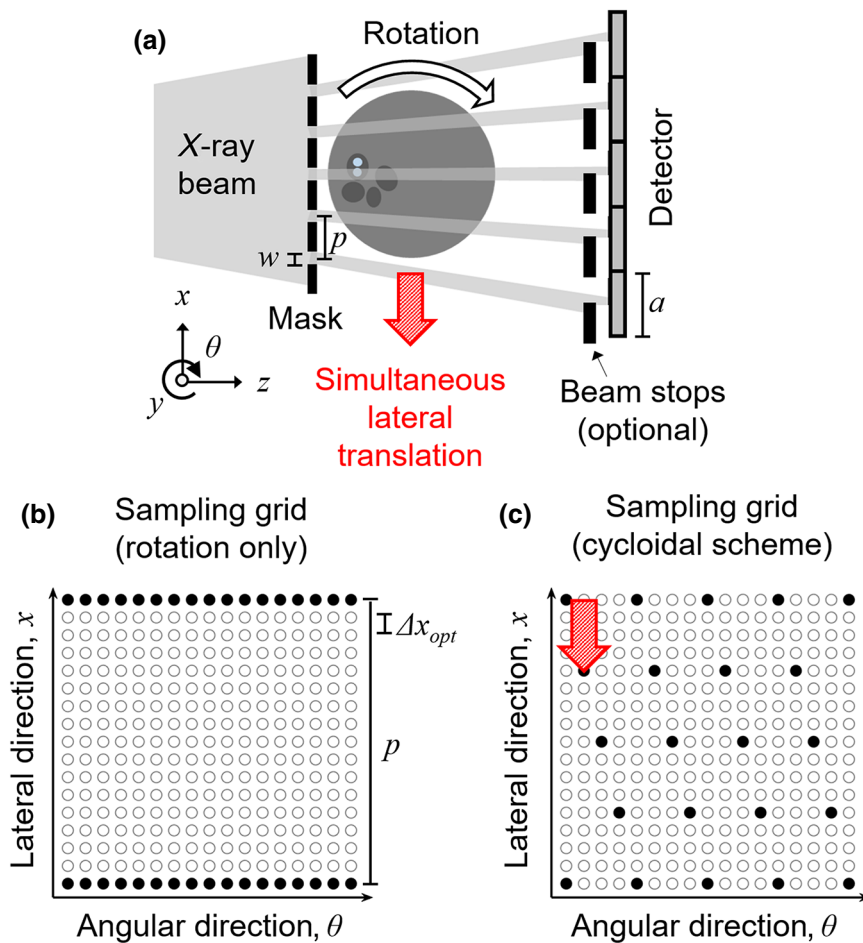 (a)
Rotation
X-ray
beam
Detector
p
w
a
Mask
x
θ
y
z
Simultaneous
lateral
translation
Beam stops
(optional)
(b)
Sampling grid
(rotation only)
Lateral direction, x
Δxopt
p
Angular direction, θ
(c)
Sampling grid
(cycloidal scheme)
Lateral direction, x
Angular direction, θ